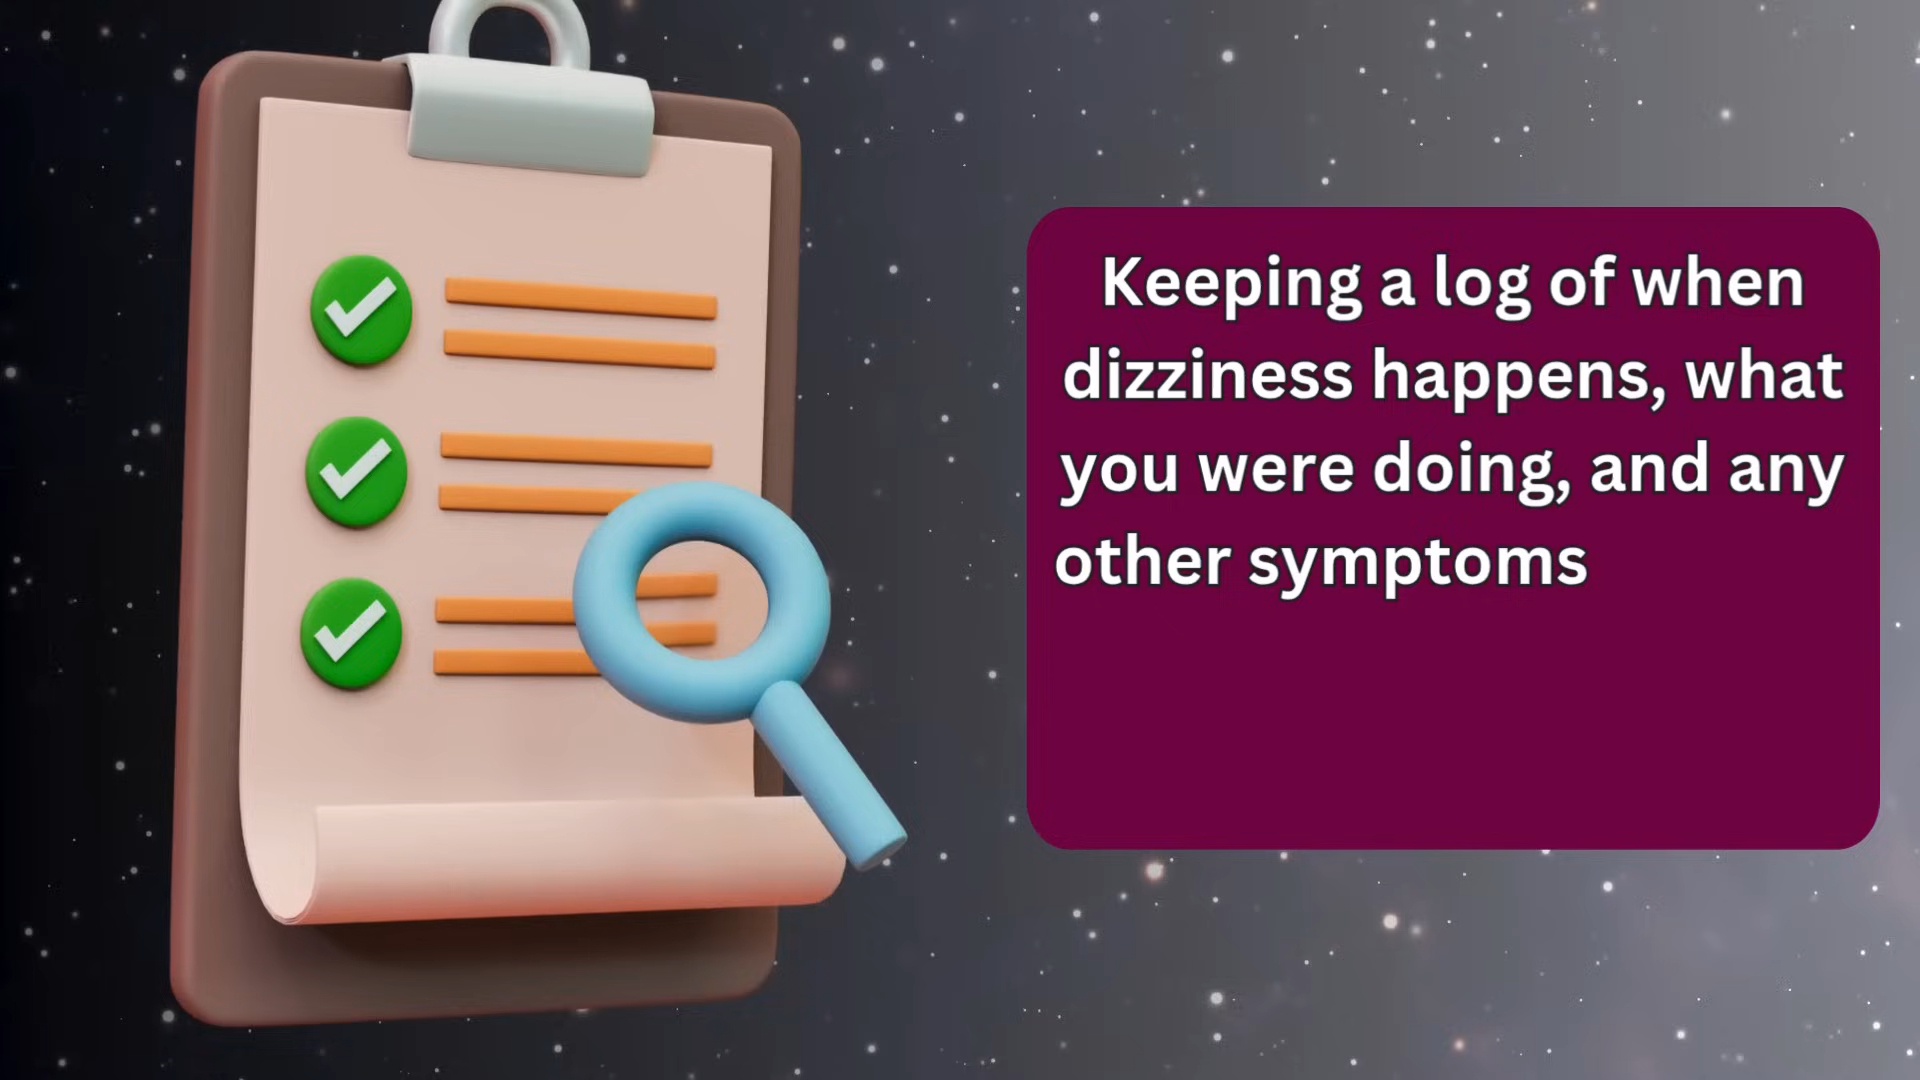 Keeping a log of when
dizziness happens, what
you were doing, and any
other symptoms